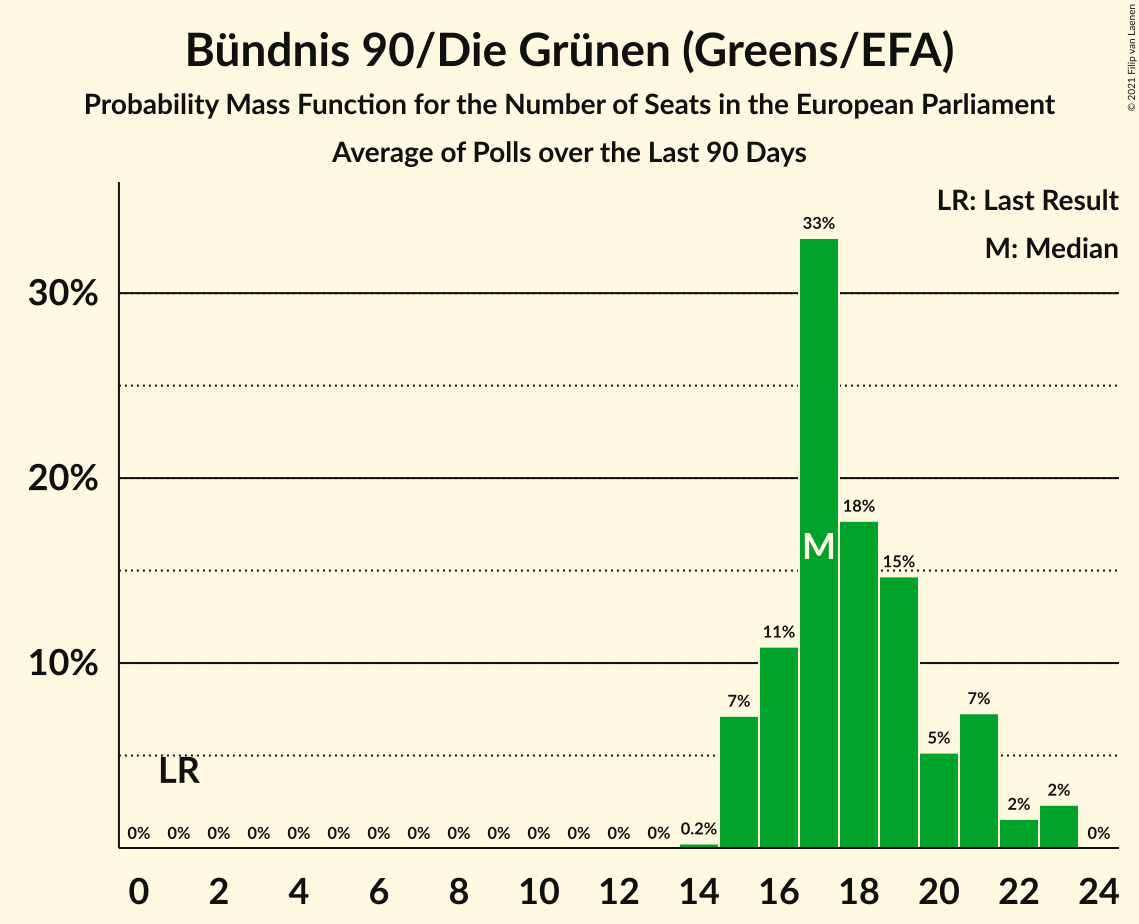 Bündnis 90/Die Grünen (Greens/EFA)
Probability Mass Function for the Number of Seats in the European Parliament
Average of Polls over the Last 90 Days
© 2021 Filip van Laenen
LR: Last Result
M: Median
30%
20%
10%
33%
18%
15%
11%
7%
5%
7%
2%
2%
0%
M
LR
0% 0% 0% 0% 0% 0% 0% 0% 0% 0% 0% 0% 0% 0% 0.2%
0 2 4 6 8 10 12 14 16 18 20 22 24